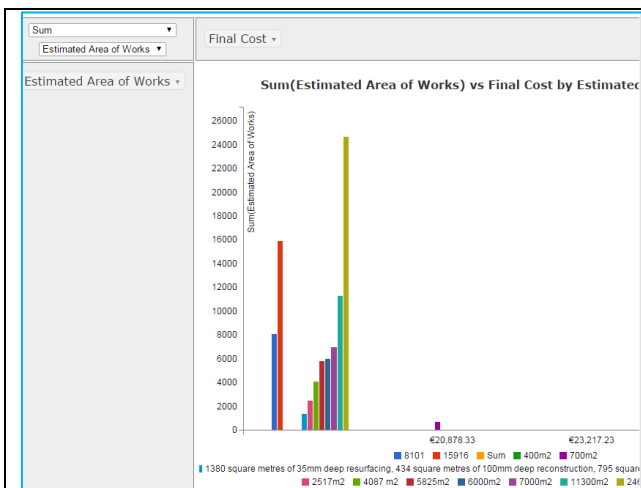 Sum ▼
Estimated Area of Works ▼
Final Cost ▾
Estimated Area of Works ▾
Sum(Estimated Area of Works) vs Final Cost by Estimated
Sum(Estimated Area of Works)
26000
24000
22000
20000
18000
16000
14000
12000
10000
8000
6000
4000
2000
0
€20,878.33 €23,217.23
8101 15916 Sum 400m2 700m2
1380 square metres of 35mm deep resurfacing, 434 square metres of 100mm deep reconstruction, 795 square
2517m2 4087 m2 5825m2 6000m2 7000m2 11300m2